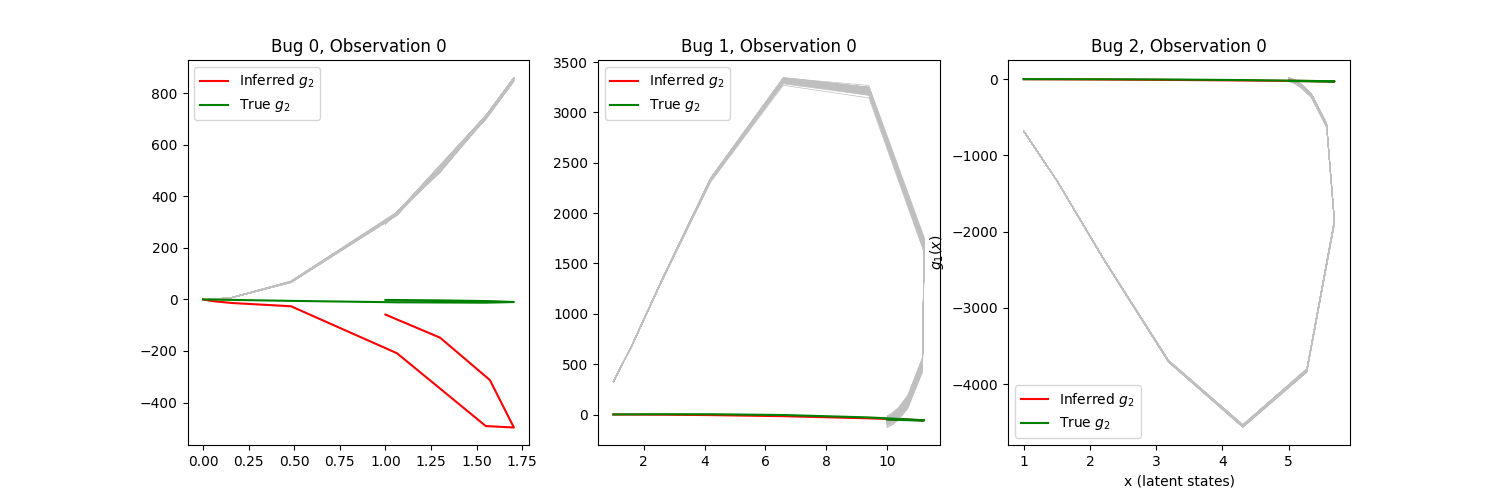 Bug 0, Observation 0
Inferred g₂
True g₂
800
600
400
200
0
−200
−400
0.00 0.25 0.50 0.75 1.00 1.25 1.50 1.75
Bug 1, Observation 0
Inferred g₂
True g₂
3500
3000
2500
2000
1500
1000
500
0
2 4 6 8 10
Bug 2, Observation 0
g₁(x)
0
−1000
−2000
−3000
−4000
Inferred g₂
True g₂
1 2 3 4 5
x (latent states)